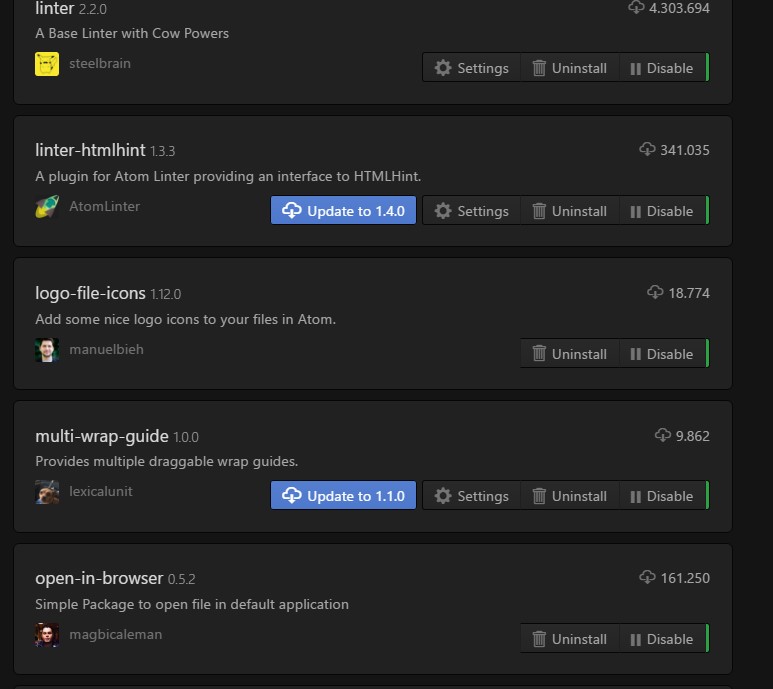 linter 2.2.0 4.303.694
A Base Linter with Cow Powers
steelbrain
Settings Uninstall Disable
linter-htmlhint 1.3.3 341.035
A plugin for Atom Linter providing an interface to HTMLHint.
AtomLinter
Update to 1.4.0 Settings Uninstall Disable
logo-file-icons 1.12.0 18.774
Add some nice logo icons to your files in Atom.
manuelbieh
Uninstall Disable
multi-wrap-guide 1.0.0 9.862
Provides multiple draggable wrap guides.
lexicalunit
Update to 1.1.0 Settings Uninstall Disable
open-in-browser 0.5.2 161.250
Simple Package to open file in default application
magbicaleman
Uninstall Disable